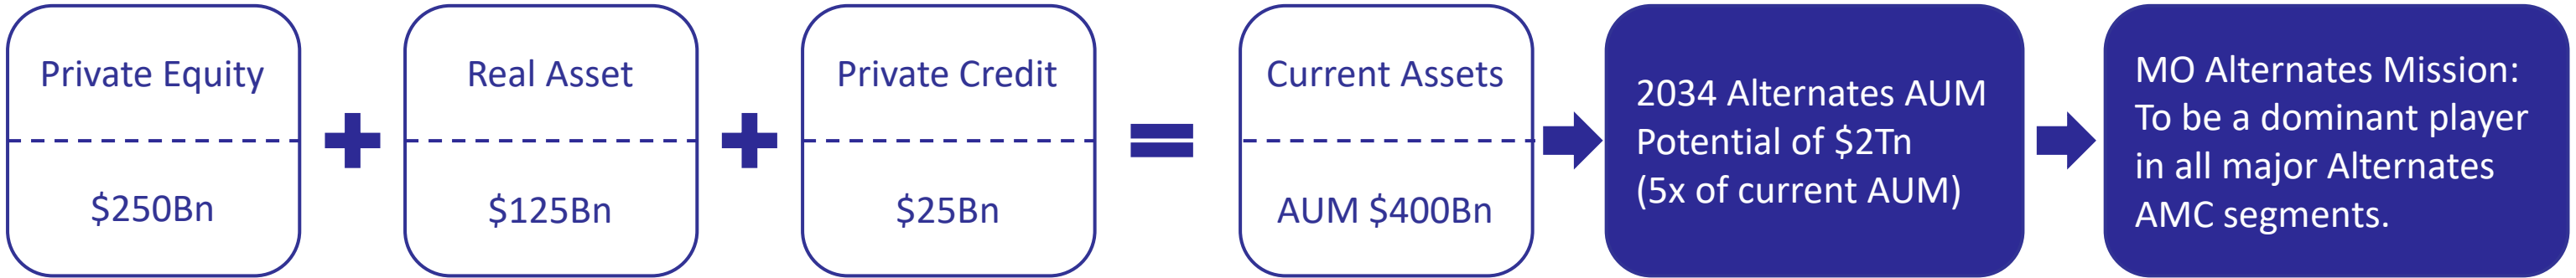 Private Equity
$250Bn
Real Asset
$125Bn
Private Credit
$25Bn
Current Assets
AUM $400Bn
2034 Alternates AUM
Potential of $2Tn
(5x of current AUM)
MO Alternates Mission:
To be a dominant player
in all major Alternates
AMC segments.